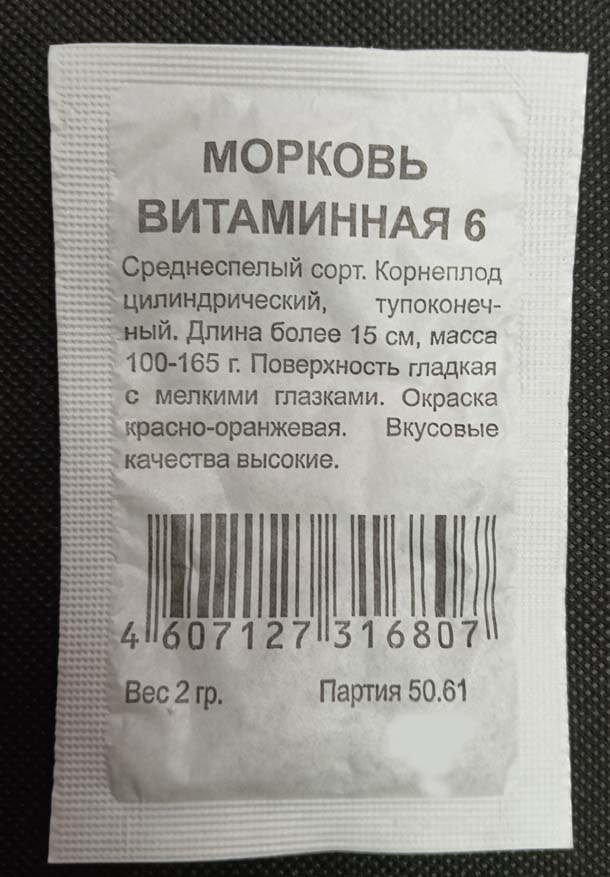 МОРКОВЬ
ВИТАМИННАЯ 6
Среднеспелый сорт. Корнеплод
цилиндрический, тупоконеч-
ный. Длина более 15 см, масса
100-165 г. Поверхность гладкая
с мелкими глазками. Окраска
красно-оранжевая. Вкусовые
качества высокие.
4 607127 316807
Вес 2 гр. Партия 50.61